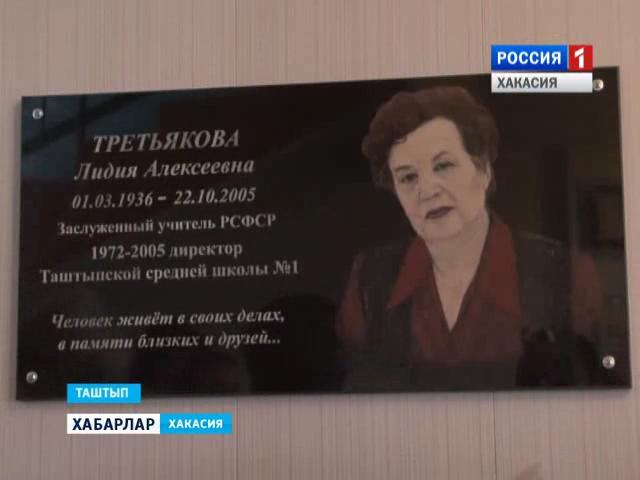 РОССИЯ 1
ХАКАСИЯ
ТРЕТЬЯКОВА
Лидия Алексеевна
01.03.1936 - 22.10.2005
Заслуженный учитель РСФСР
1972-2005 директор
Таштыпской средней школы №1
Человек живёт в своих делах,
в памяти близких и друзей...
ТАШТЫП
ХАБАРЛАР ХАКАСИЯ